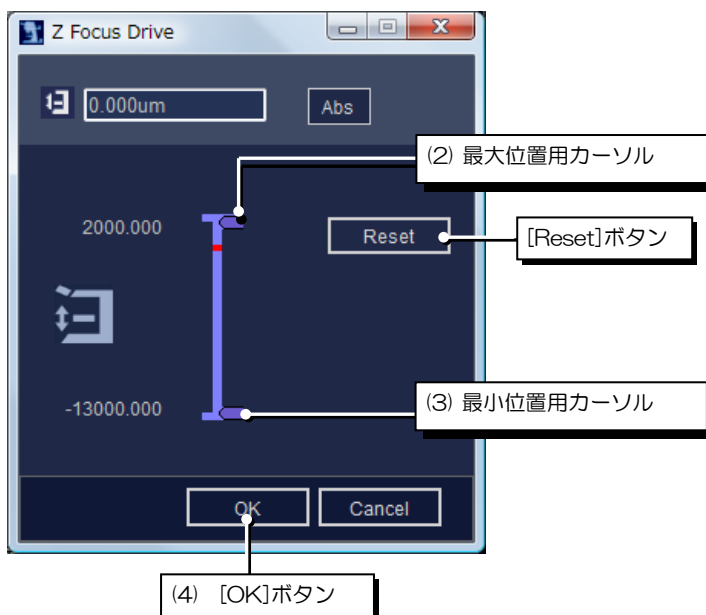 Z Focus Drive
0.000um
Abs
(2) 最大位置用カーソル
2000.000
Reset
[Reset]ボタン
-13000.000
(3) 最小位置用カーソル
OK
Cancel
(4) [OK]ボタン